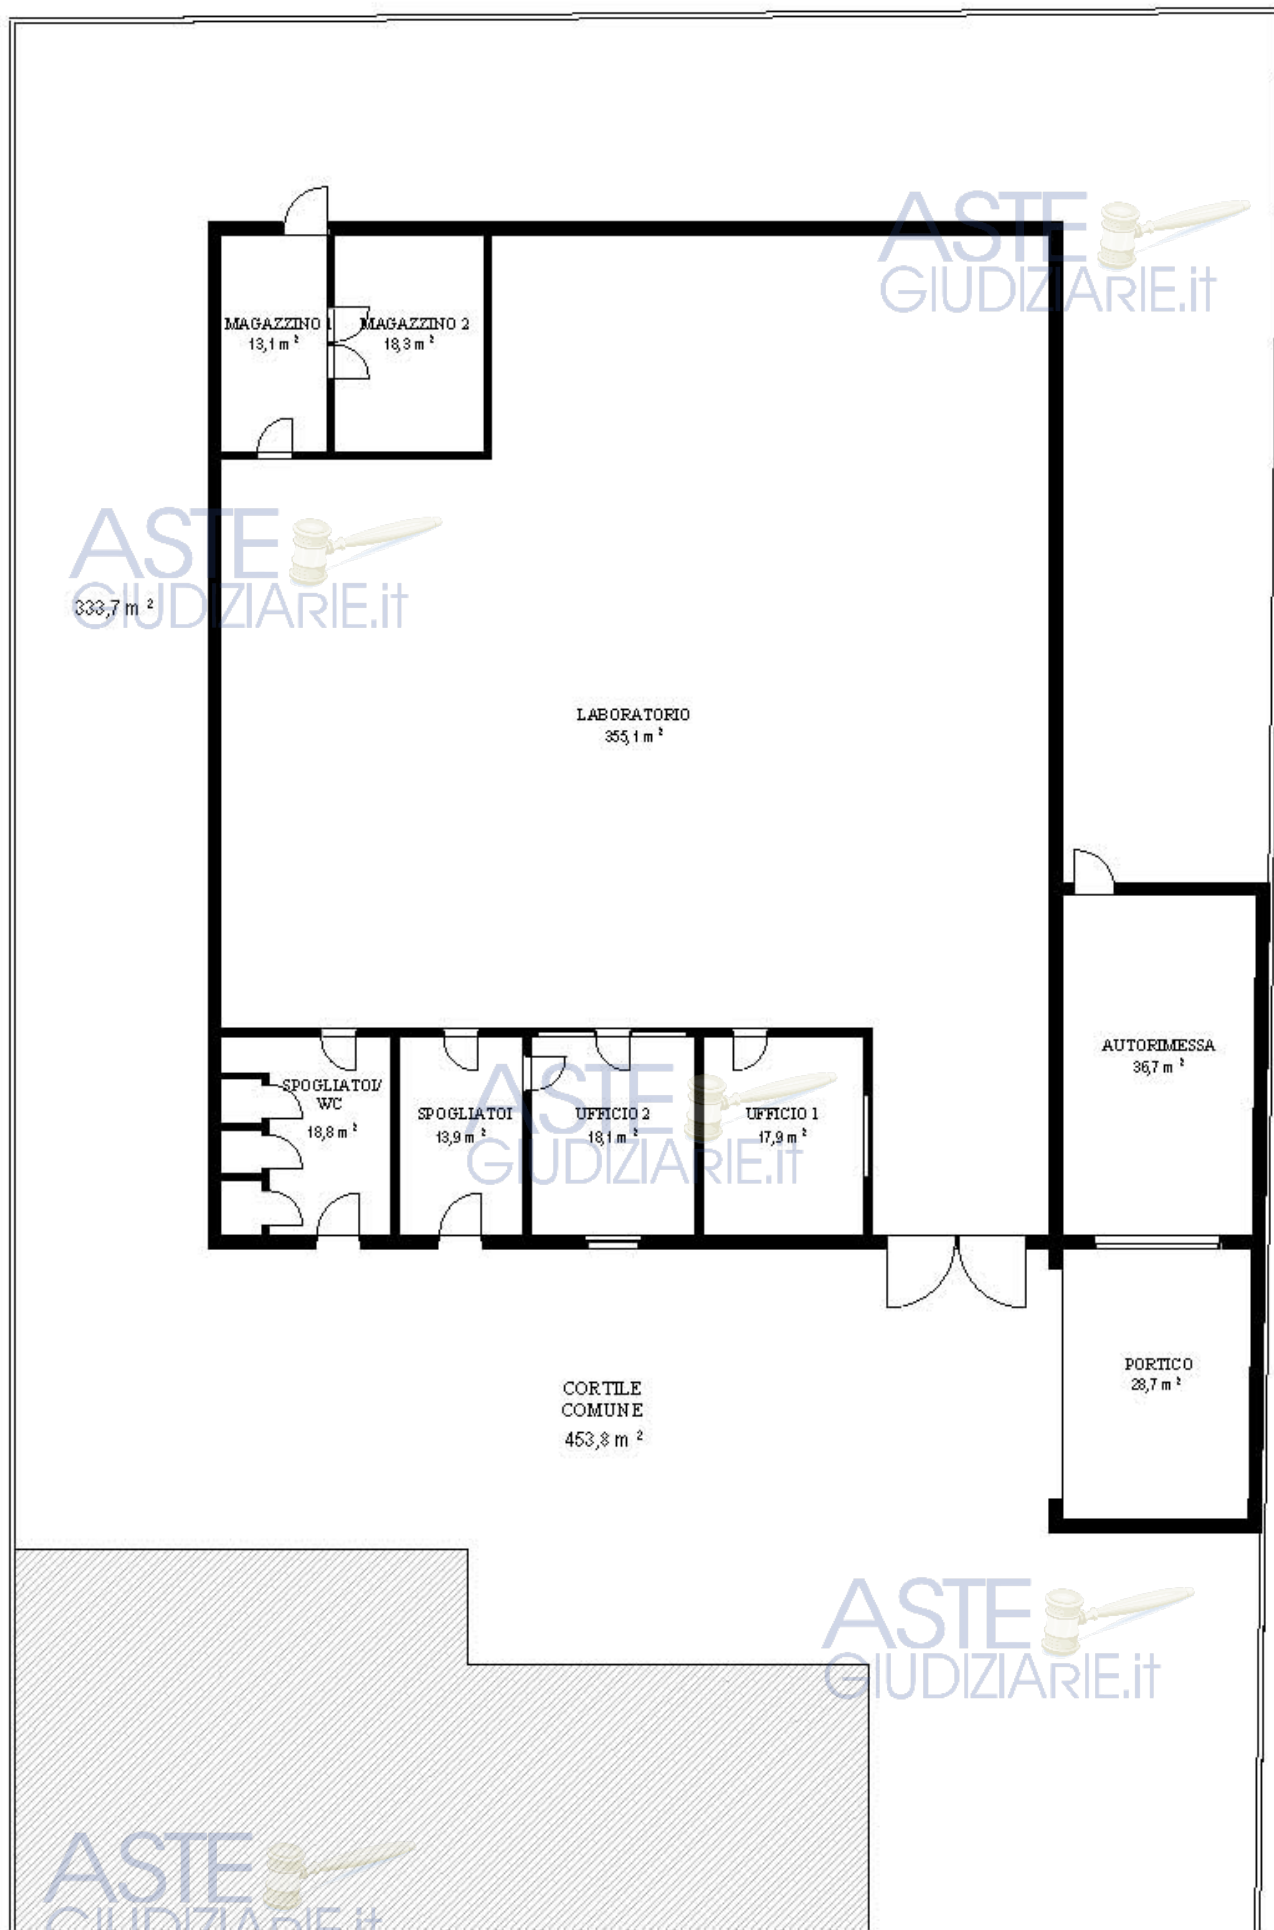 ASTE
GIUDIZIARIE.it
MAGAZZINO 1
13,1 m²
MAGAZZINO 2
18,3 m²
ASTE
GIUDIZIARIE.it
333,7 m²
LABORATORIO
355,1 m²
AUTORIMESSA
36,7 m²
SPOGLIATOI/
WC
18,8 m²
SPOGLIATOI
13,9 m²
UFFICIO 2
18,1 m²
UFFICIO 1
17,9 m²
ASTE
GIUDIZIARIE.it
PORTICO
28,7 m²
CORTILE
COMUNE
453,8 m²
ASTE
GIUDIZIARIE.it
ASTE
GIUDIZIARIE.it